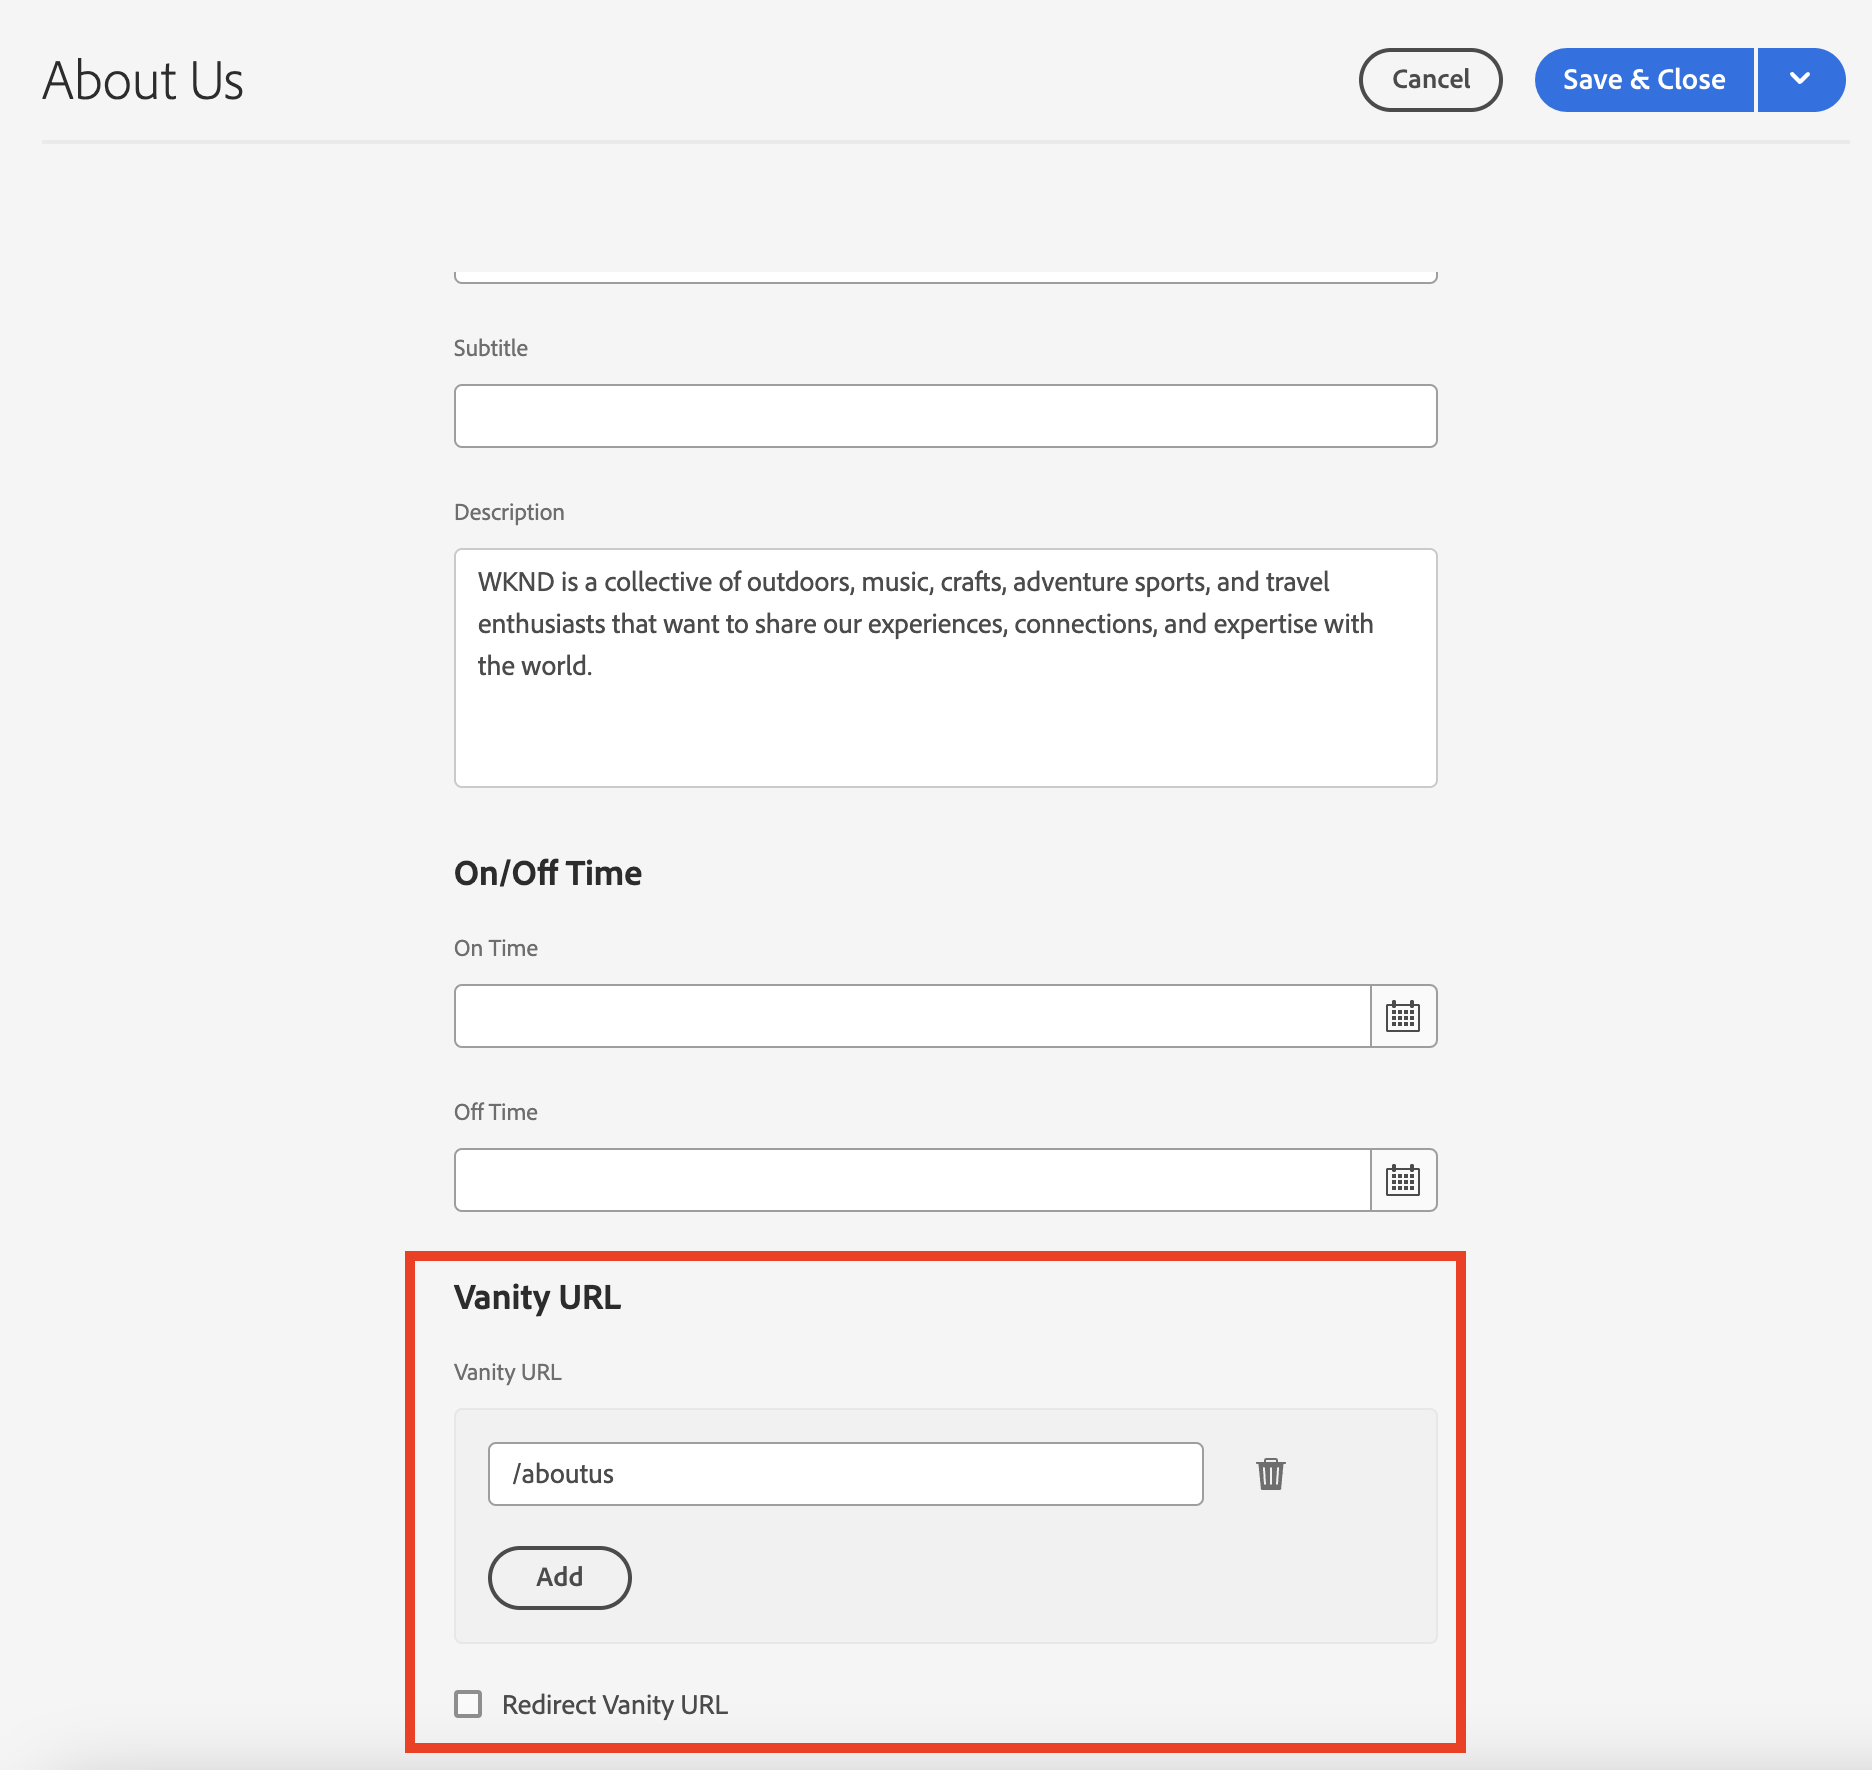 About Us
Cancel
Save & Close
Subtitle
Description
WKND is a collective of outdoors, music, crafts, adventure sports, and travel
enthusiasts that want to share our experiences, connections, and expertise with
the world.
On/Off Time
On Time
Off Time
Vanity URL
Vanity URL
/aboutus
Add
Redirect Vanity URL